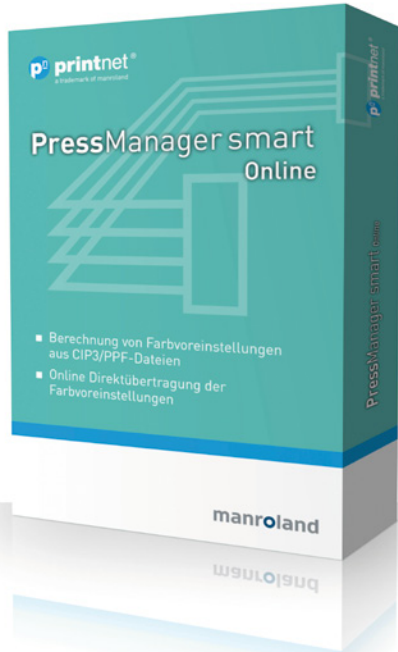 printnet®
a trademark of manroland
PressManager smart
Online
■ Berechnung von Farbvoreinstellungen
aus CIP3/PPF-Dateien
■ Online Direktübertragung der
Farbvoreinstellungen
manroland
printnet®
PressManager smart Online